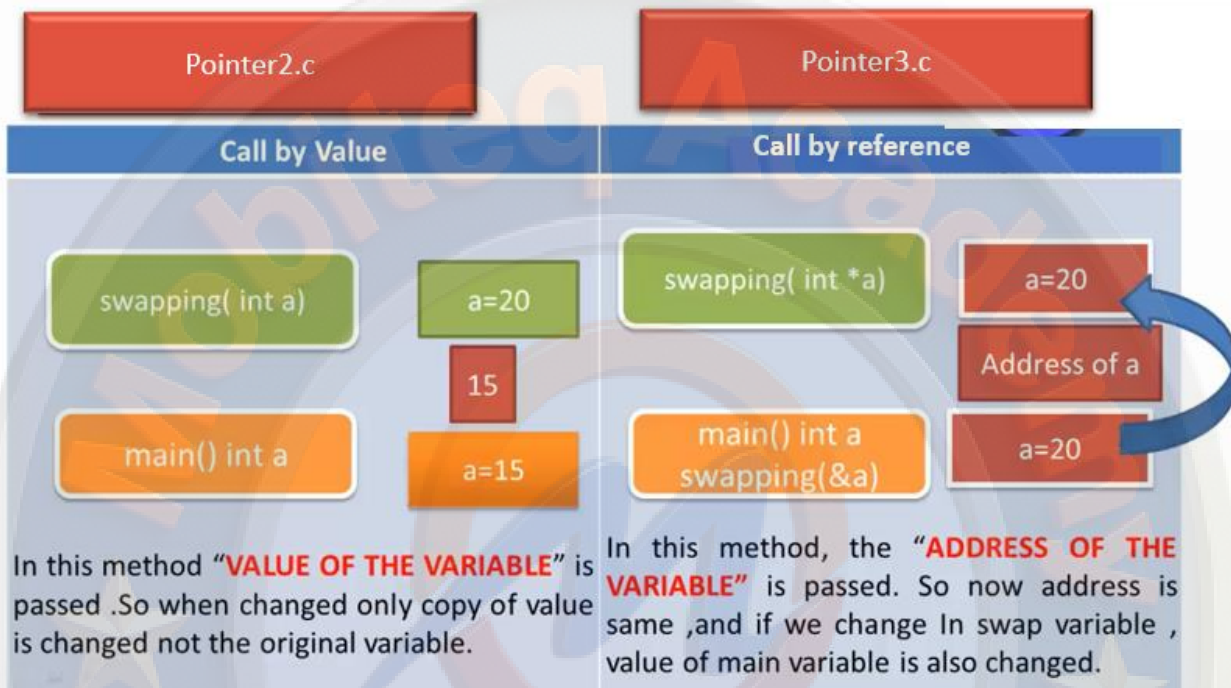 Pointer2.c
Pointer3.c
Call by Value
Call by reference
swapping( int a)
a=20
15
main() int a
a=15
In this method “VALUE OF THE VARIABLE” is
passed .So when changed only copy of value
is changed not the original variable.
swapping( int *a)
a=20
Address of a
main() int a
swapping(&a)
a=20
In this method, the “ADDRESS OF THE
VARIABLE” is passed. So now address is
same ,and if we change In swap variable ,
value of main variable is also changed.
Mobiteq Academy